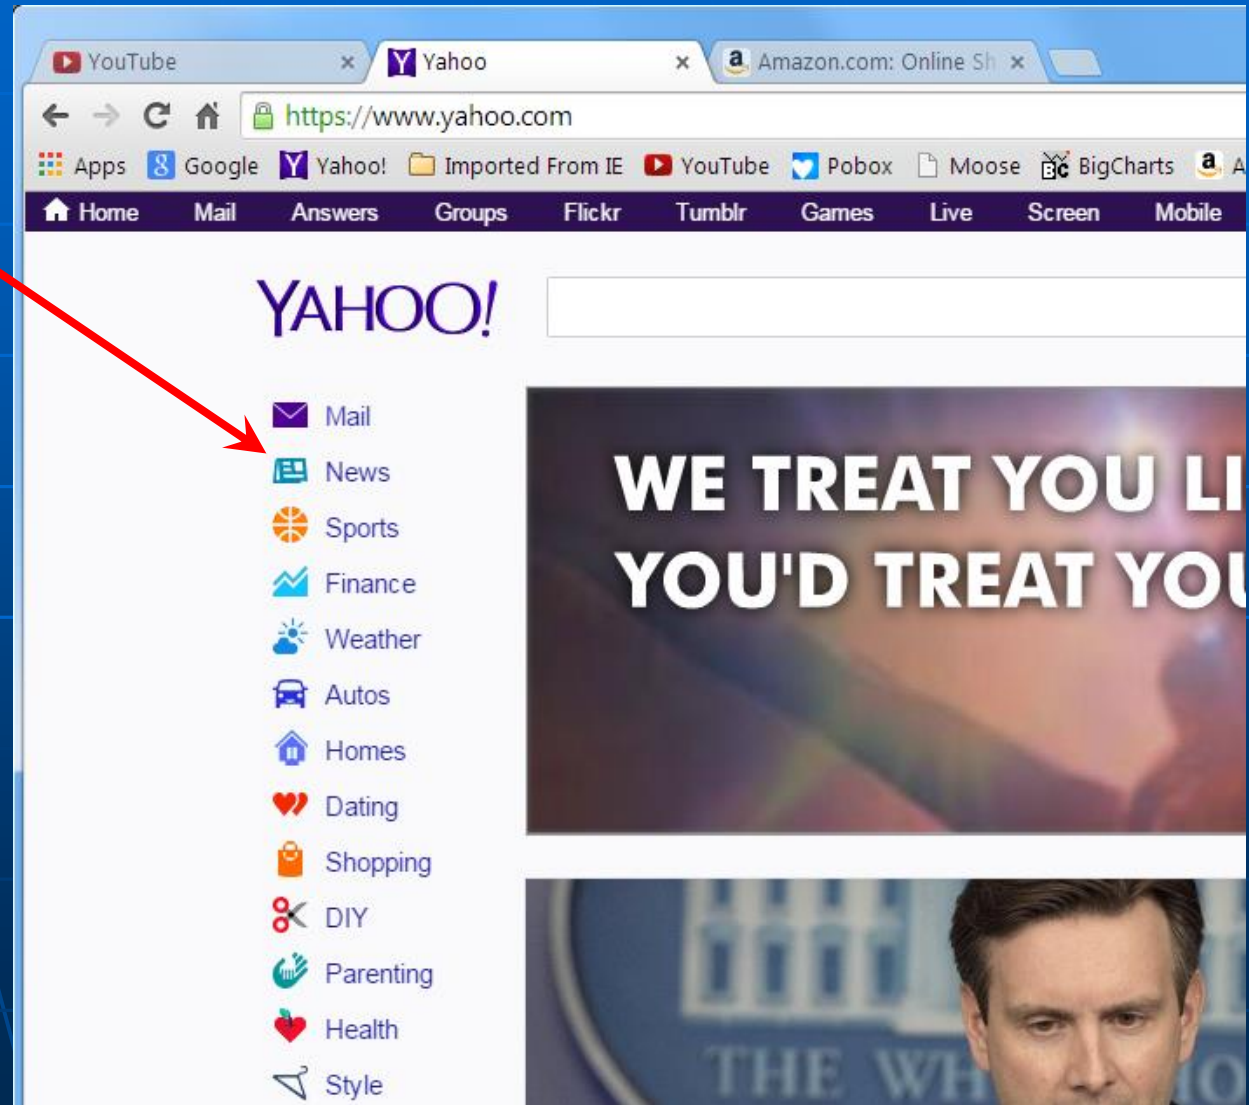 YouTube Yahoo Amazon.com: Online Sh
https://www.yahoo.com
Apps Google Yahoo! Imported From IE YouTube Pobox Moose BigCharts A
Home Mail Answers Groups Flickr Tumblr Games Live Screen Mobile
YAHOO!
Mail
News
Sports
Finance
Weather
Autos
Homes
Dating
Shopping
DIY
Parenting
Health
Style
WE TREAT YOU LI
YOU'D TREAT YOU
THE WH